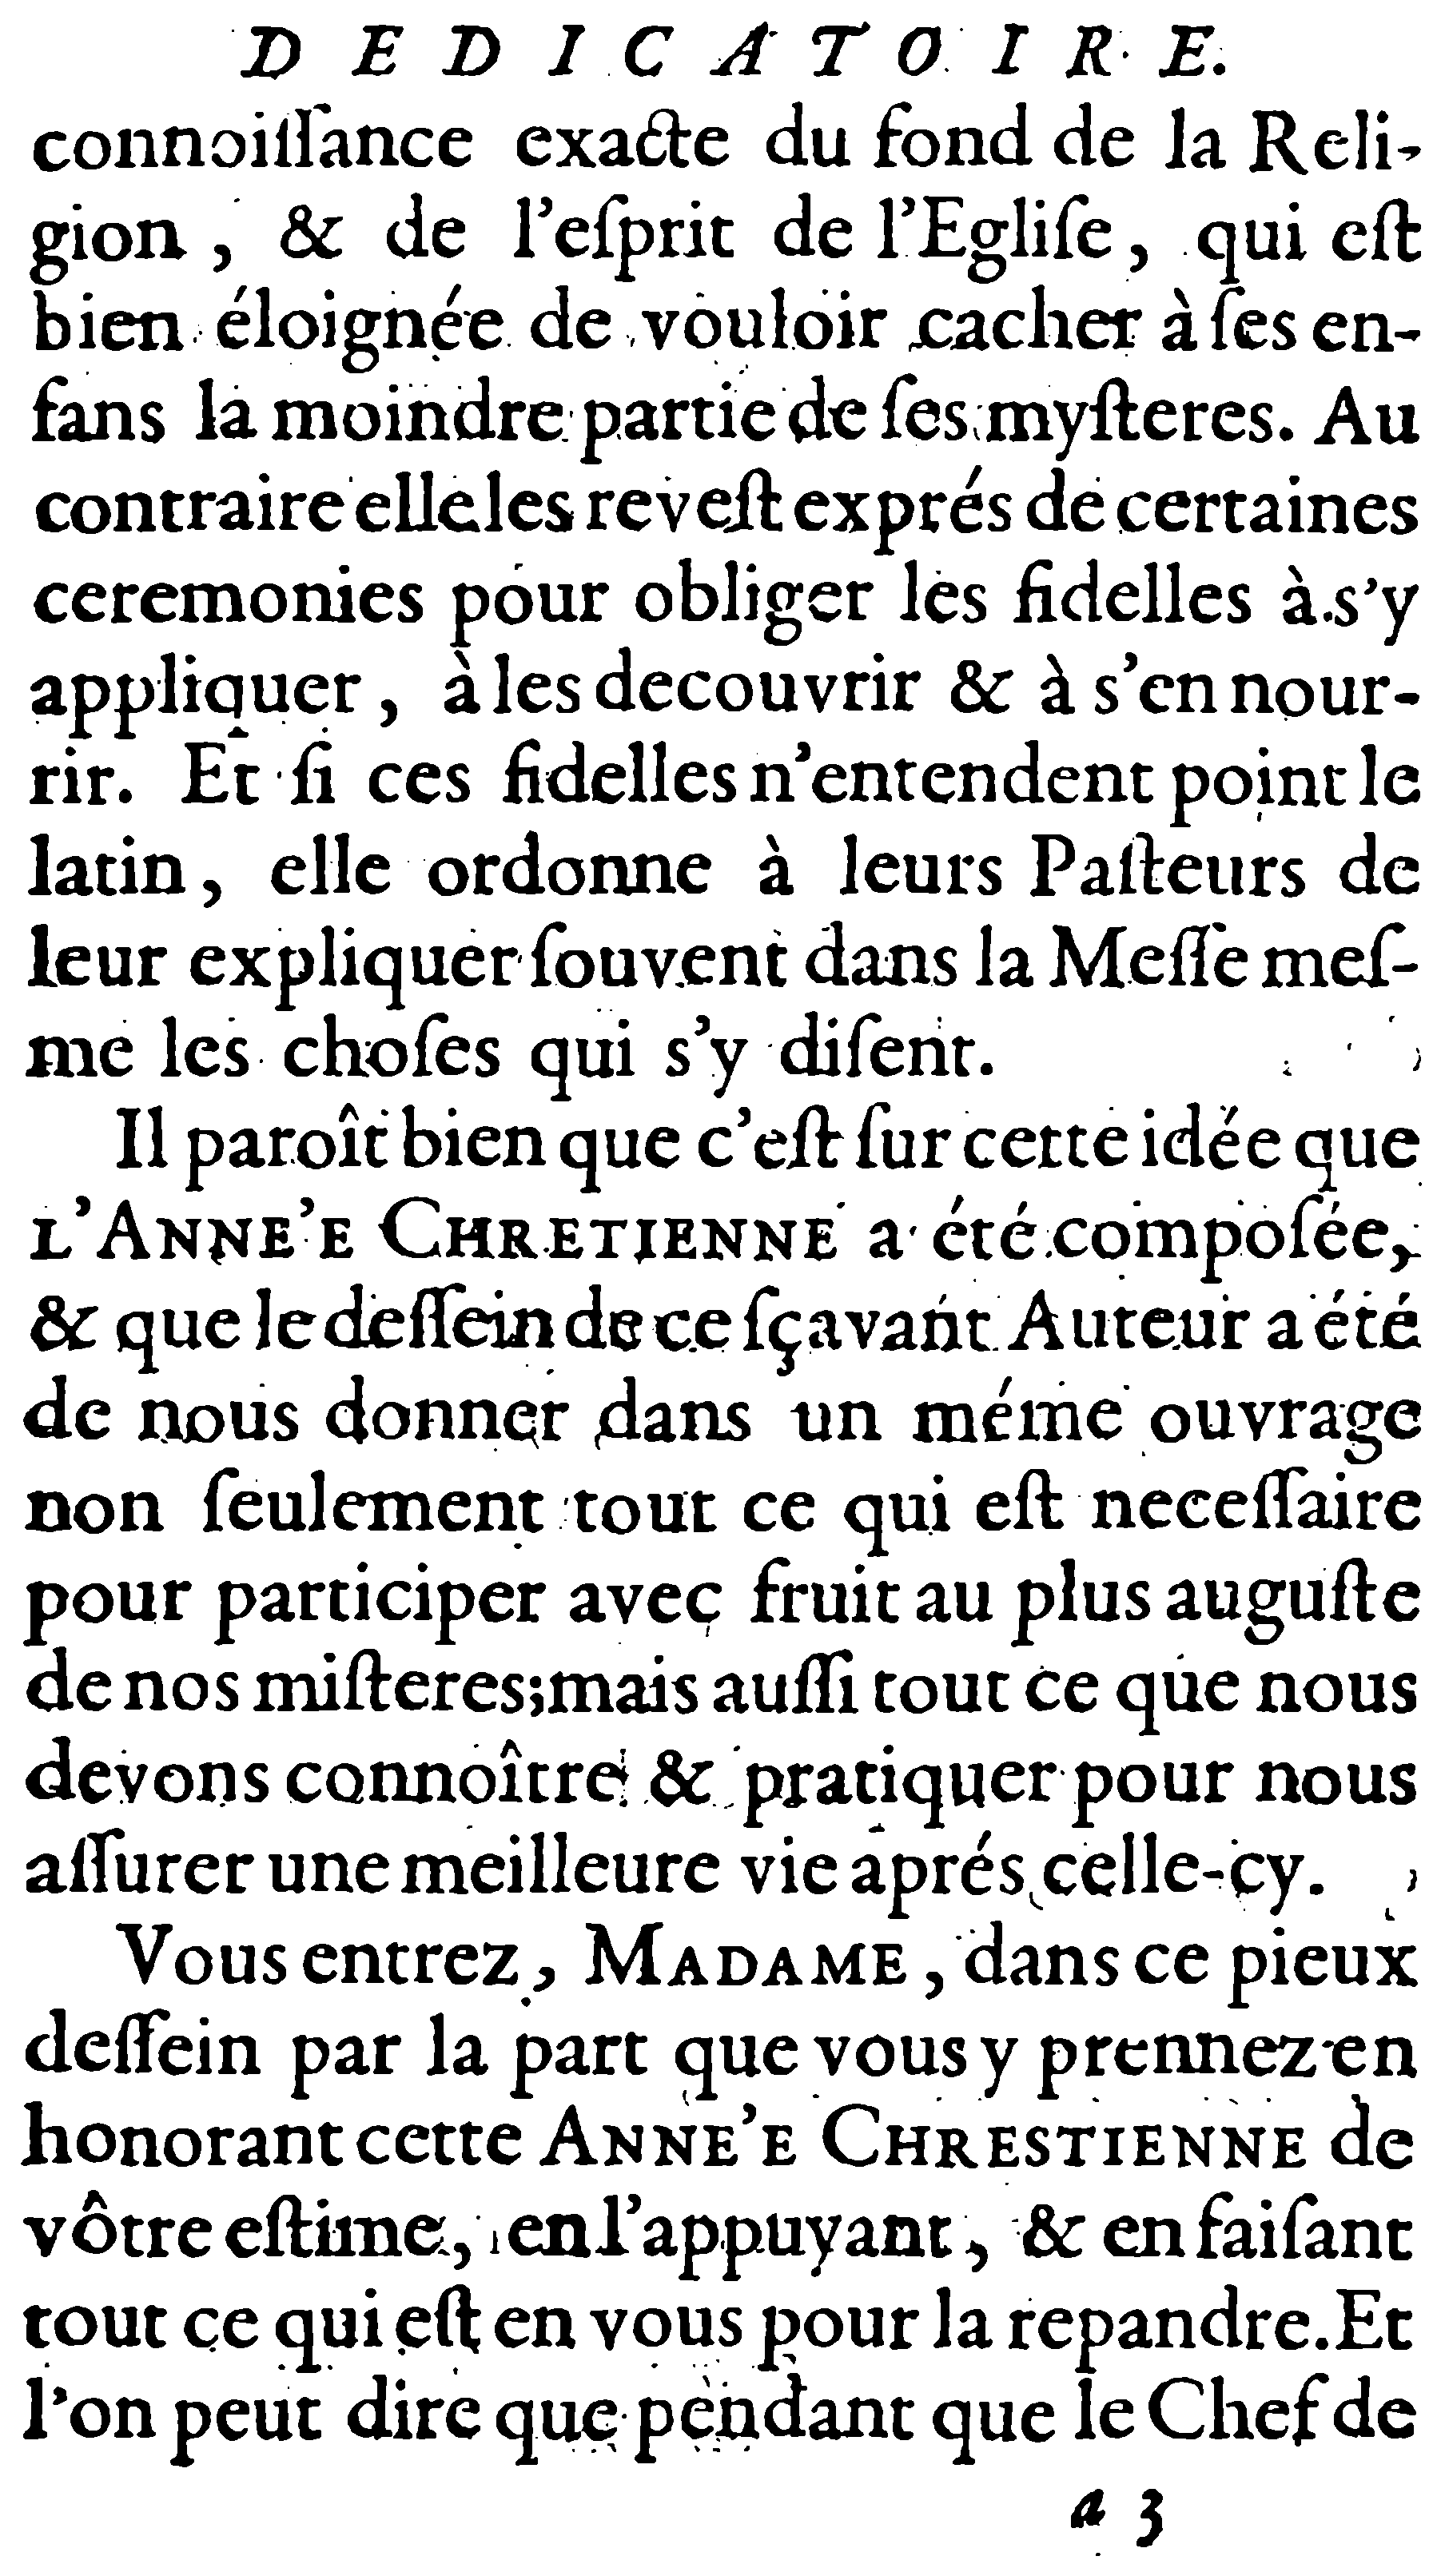 DEDICATOIRE.
connoiſſance exacte du fond de la Reli-
gion, & de l'eſprit de l'Egliſe, qui eſt
bien éloignée de vouloir cacher à ſes en-
fans la moindre partie de ſes myſteres. Au
contraire elle les reveſt exprés de certaines
ceremonies pour obliger les fidelles à s'y
appliquer, à les decouvrir & à s'en nour-
rir. Et ſi ces fidelles n'entendent point le
latin, elle ordonne à leurs Paſteurs de
leur expliquer ſouvent dans la Meſſe meſ-
me les choſes qui s'y diſent.
Il paroît bien que c'eſt ſur cette idée que
L'ANNE'E CHRETIENNE a été compoſée,
& que le deſſein de ce ſçavant Auteur a été
de nous donner dans un méme ouvrage
non ſeulement tout ce qui eſt neceſſaire
pour participer avec fruit au plus auguſte
de nos miſteres; mais auſſi tout ce que nous
devons connoître & pratiquer pour nous
aſſurer une meilleure vie aprés celle-cy.
Vous entrez, MADAME, dans ce pieux
deſſein par la part que vous y prennez en
honorant cette ANNE'E CHRESTIENNE de
vôtre eſtime, en l'appuyant, & en faiſant
tout ce qui eſt en vous pour la repandre. Et
l'on peut dire que pendant que le Chef de
a 3